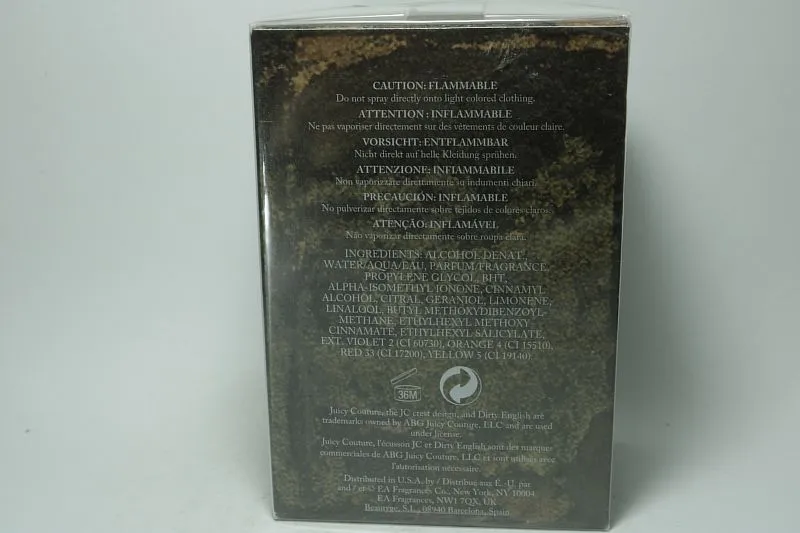 CAUTION: FLAMMABLE
Do not spray directly onto light colored clothing.
ATTENTION : INFLAMMABLE
Ne pas vaporiser directement sur des vêtements de couleur claire.
VORSICHT: ENTFLAMMBAR
Nicht direkt auf helle Kleidung sprühen.
ATTENZIONE: INFIAMMABILE
Non vaporizzate direttamente su indumenti chiari.
PRECAUCIÓN: INFLAMABLE
No pulverizar directamente sobre tejidos de colores claros.
ATENÇÃO: INFLAMÁVEL
Não vaporizar directamente sobre roupa clara.
INGREDIENTS: ALCOHOL DENAT.,
WATER/AQUA/EAU, PARFUM/FRAGRANCE,
PROPYLENE GLYCOL, BHT,
ALPHA-ISOMETHYL IONONE, CINNAMYL
ALCOHOL, CITRAL, GERANIOL, LIMONENE,
LINALOOL, BUTYL METHOXYDIBENZOYL-
METHANE, ETHYLHEXYL METHOXY
CINNAMATE, ETHYLHEXYL SALICYLATE,
EXT. VIOLET 2 (CI 60730), ORANGE 4 (CI 15510),
RED 33 (CI 17200), YELLOW 5 (CI 19140).
36M
Juicy Couture, the JC crest design, and Dirty English are
trademarks owned by ABG Juicy Couture, LLC and are used
under license.
Juicy Couture, l'écusson JC et Dirty English sont des marques
commerciales de ABG Juicy Couture, LLC et sont utilisés avec
l'autorisation nécessaire.
Distributed in U.S.A. by / Distribué aux É.-U. par
and / et © EA Fragrances Co., New York, NY 10004
EA Fragrances, NW1 7QX, UK
Beautyge, S.L., 08940 Barcelona, Spain